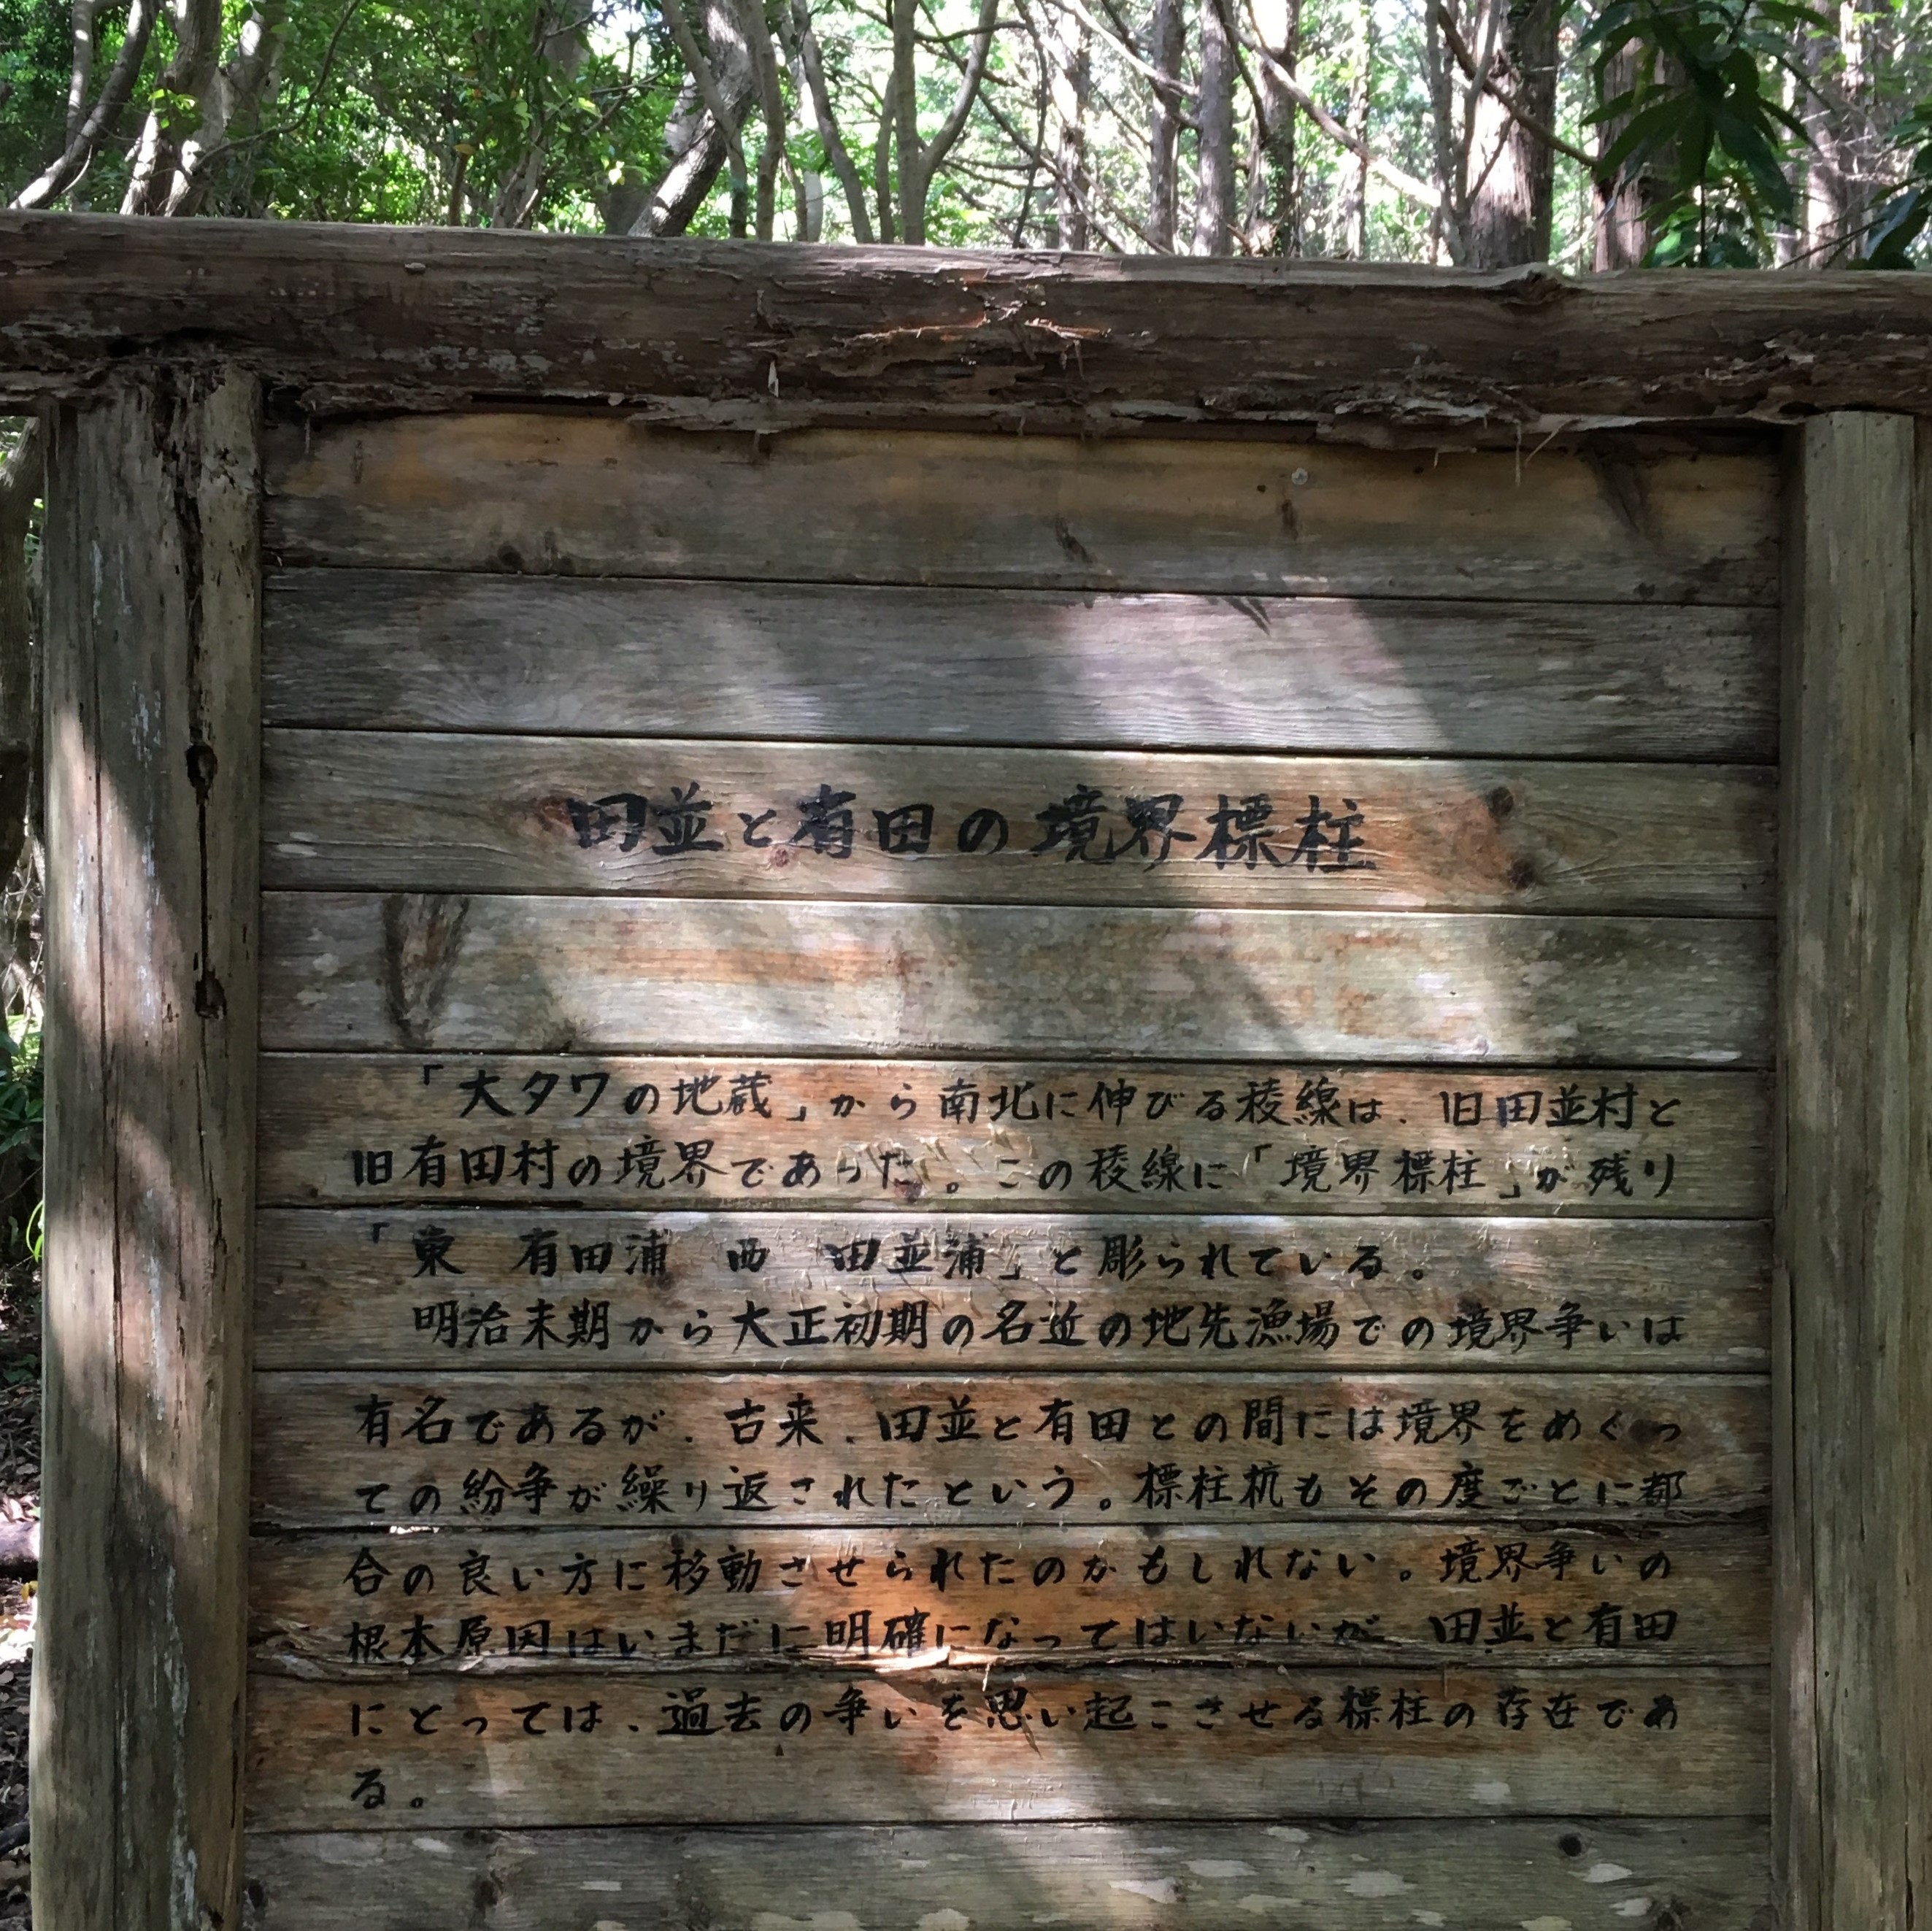 田並と有田の境界標柱
「大タワの地蔵」から南北に伸びる稜線は、旧田並村と
旧有田村の境界であった。この稜線に「境界標柱」が残り
「東　有田浦　西　田並浦」と彫られている。
明治末期から大正初期の名近の地先漁場での境界争いは
有名であるが、古来、田並と有田との間には境界をめぐっ
ての紛争が繰り返されたという。標柱杭もその度ごとに都
合の良い方に移動させられたのかもしれない。境界争いの
根本原因はいまだに明確になってはいないが、田並と有田
にとっては、過去の争いを思い起こさせる標柱の存在であ
る。